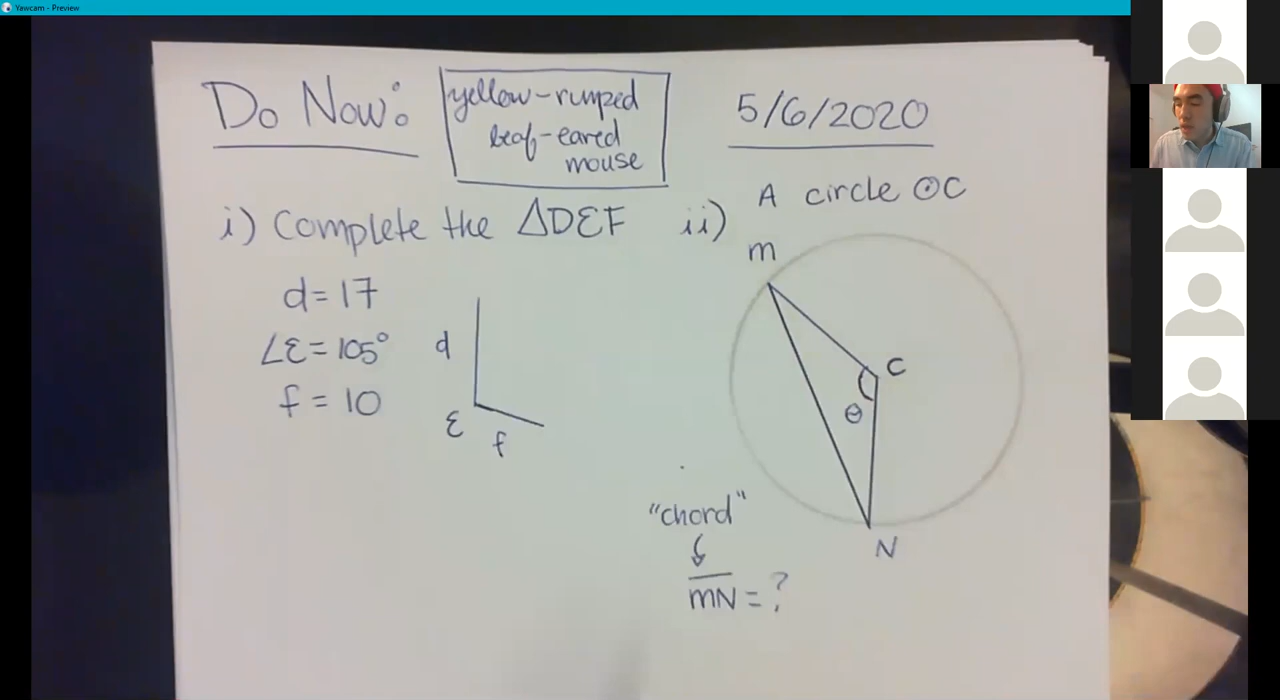 Yawcam - Preview
Do Now:
yellow-rumped
leaf-eared
mouse
5/6/2020
i) Complete the △DEF
d = 17
∠E = 105°
f = 10
d
E
f
ii) A circle ⊙C
m
C
θ
N
"chord"
mN = ?